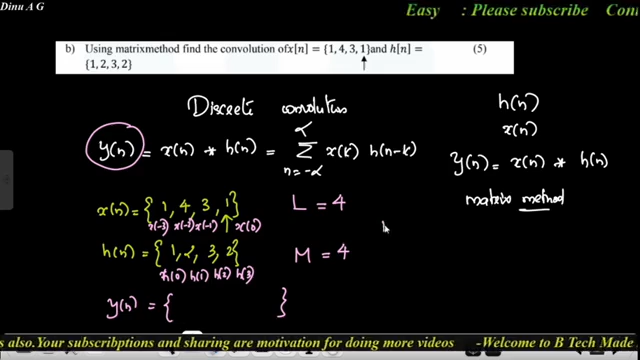 Dinu A G
Easy : Please subscribe Com
b) Using matrixmethod find the convolution ofx[n] = {1, 4, 3, 1}and h[n] = (5)
{1, 2, 3, 2}
Discrete convolution
y(n) = x(n) * h(n) = ∑ x(k) h(n-k)
α
n=-α
h(n)
x(n)
y(n) = x(n) * h(n)
matrix method
x(n) = { 1, 4, 3, 1 } L = 4
x(-3) x(-2) x(-1) x(0)
h(n) = { 1, 2, 3, 2 } M = 4
h(0) h(1) h(2) h(3)
y(n) = { }
s also.Your subscribptions and sharing are motivation for doing more videos -Welcome to B Tech Made